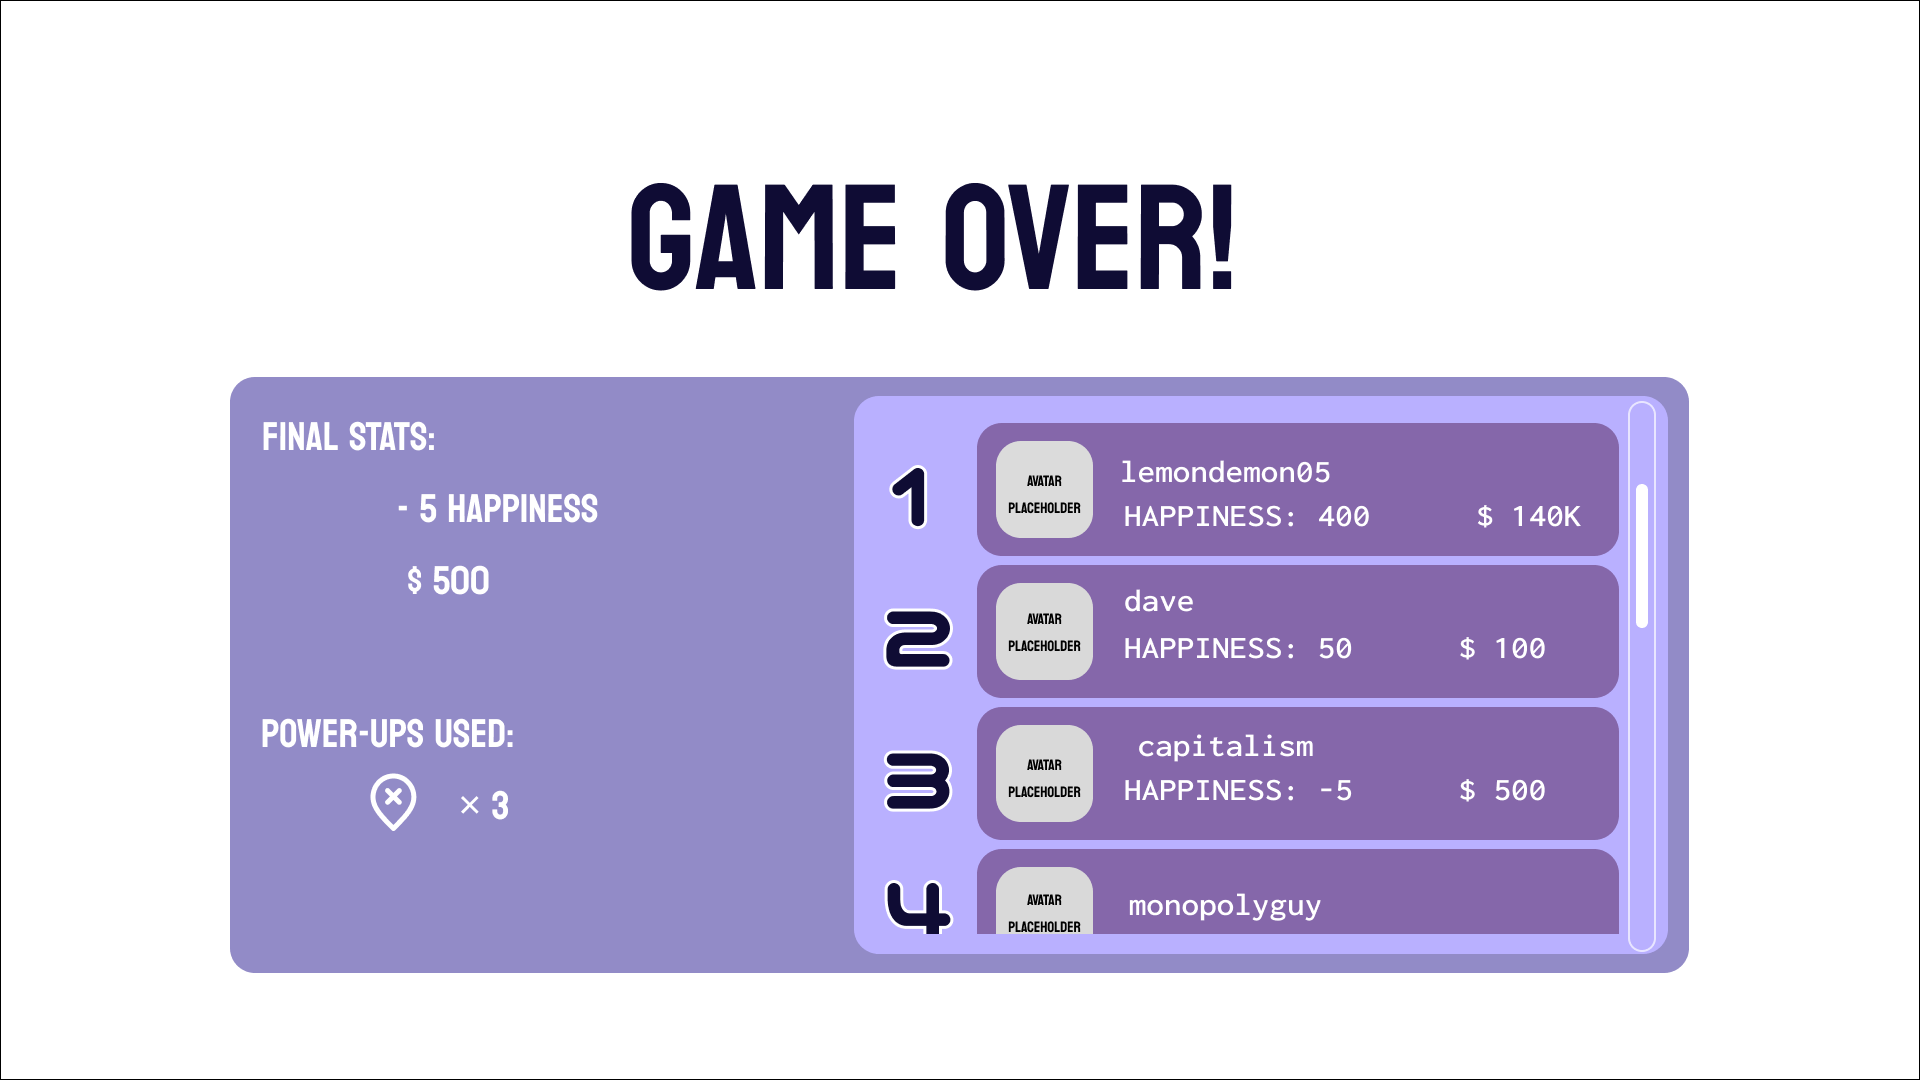 GAME OVER!
FINAL STATS:
- 5 HAPPINESS
$ 500
POWER-UPS USED:
× 3
1
AVATAR
PLACEHOLDER
lemondemon05
HAPPINESS: 400 $ 140K
2
AVATAR
PLACEHOLDER
dave
HAPPINESS: 50 $ 100
3
AVATAR
PLACEHOLDER
capitalism
HAPPINESS: -5 $ 500
4
AVATAR
PLACEHOLDER
monopolyguy